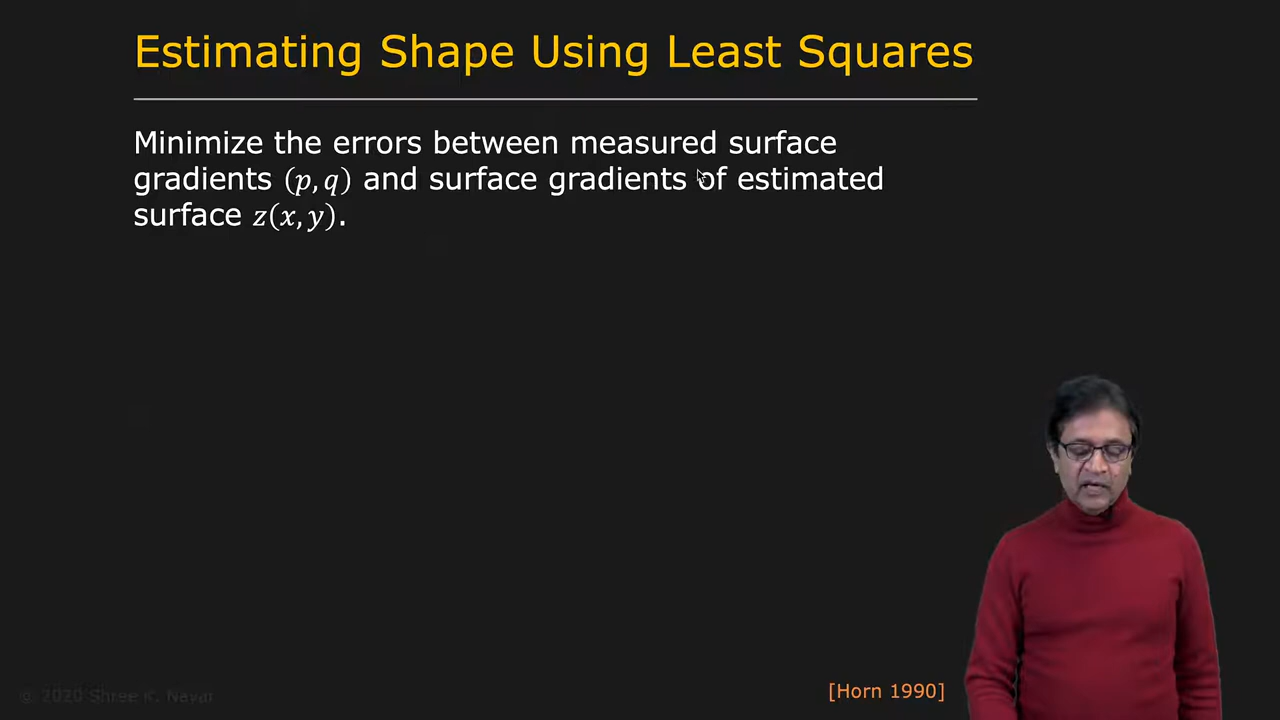 Estimating Shape Using Least Squares
Minimize the errors between measured surface
gradients (p, q) and surface gradients of estimated
surface z(x, y).
[Horn 1990]
© 2020 Shree K. Nayar